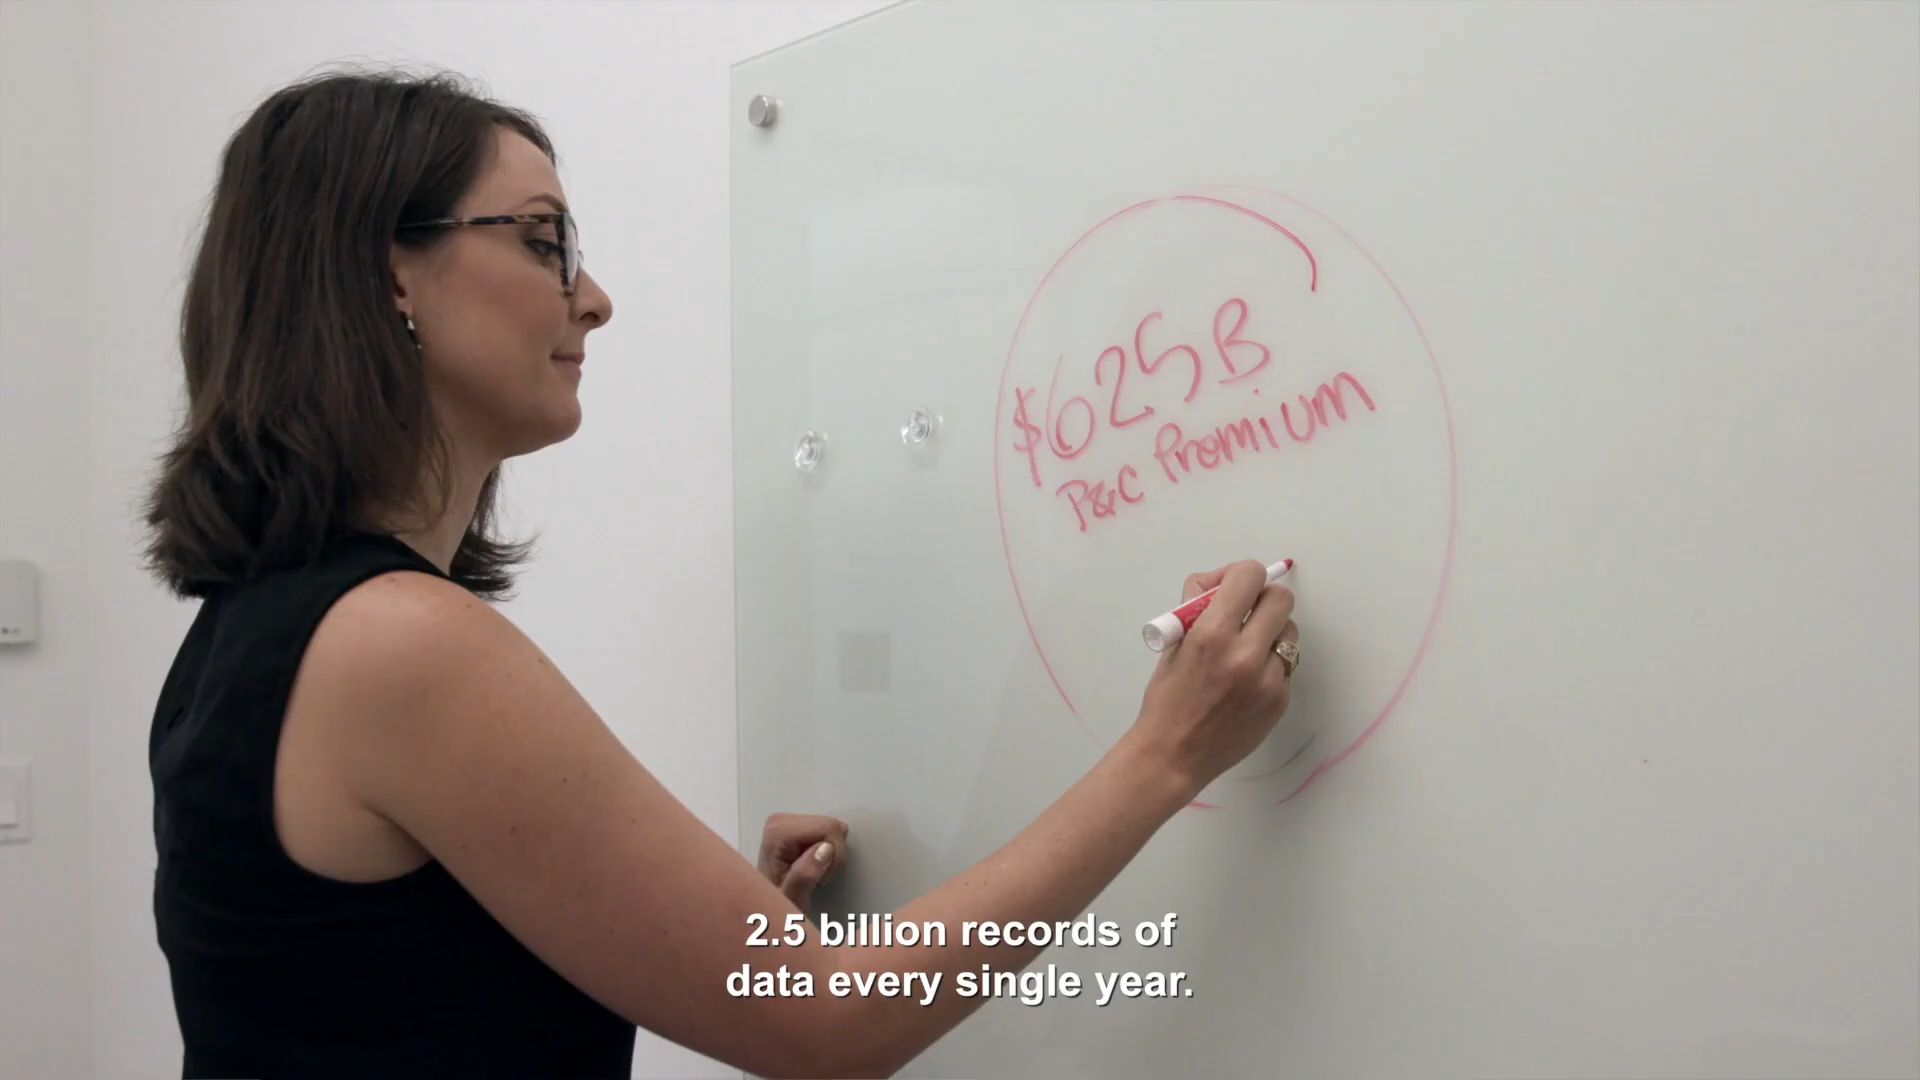 $625B
P&C Premium
2.5 billion records of
data every single year.